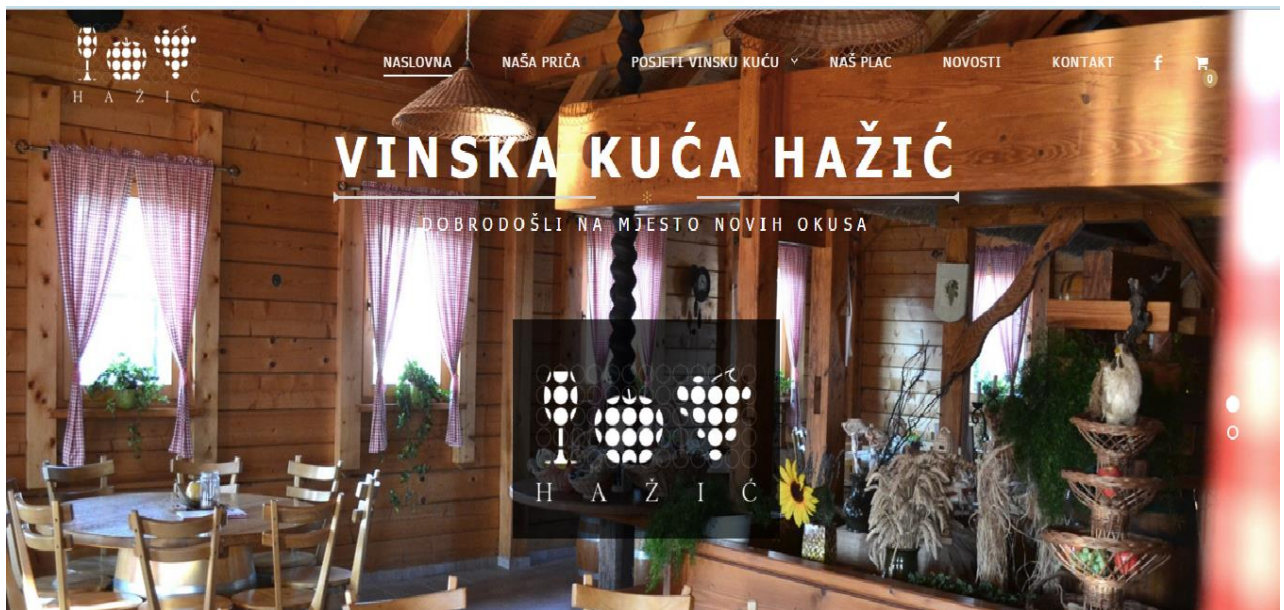 HAŽIĆ
NASLOVNA NAŠA PRIČA POSJETI VINSKU KUĆU NAŠ PLAC NOVOSTI KONTAKT f 0
VINSKA KUĆA HAŽIĆ
DOBRODOŠLI NA MJESTO NOVIH OKUSA
HAŽIĆ